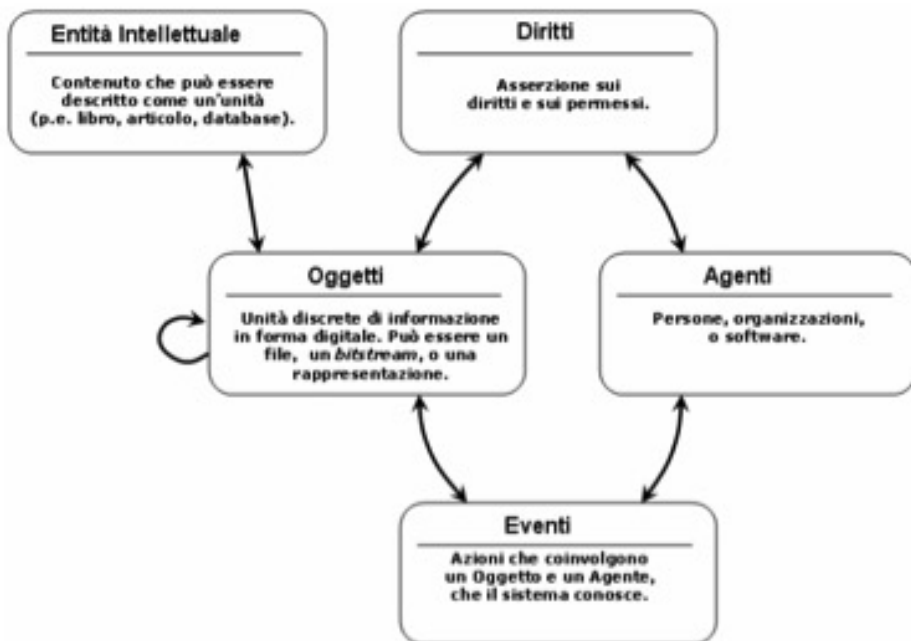 Entità Intellettuale
Contenuto che può essere
descritto come un'unità
(p.e. libro, articolo, database).
Diritti
Asserzione sui
diritti e sui permessi.
Oggetti
Unità discrete di informazione
in forma digitale. Può essere un
file, un bitstream, o una
rappresentazione.
Agenti
Persone, organizzazioni,
o software.
Eventi
Azioni che coinvolgono
un Oggetto e un Agente,
che il sistema conosce.